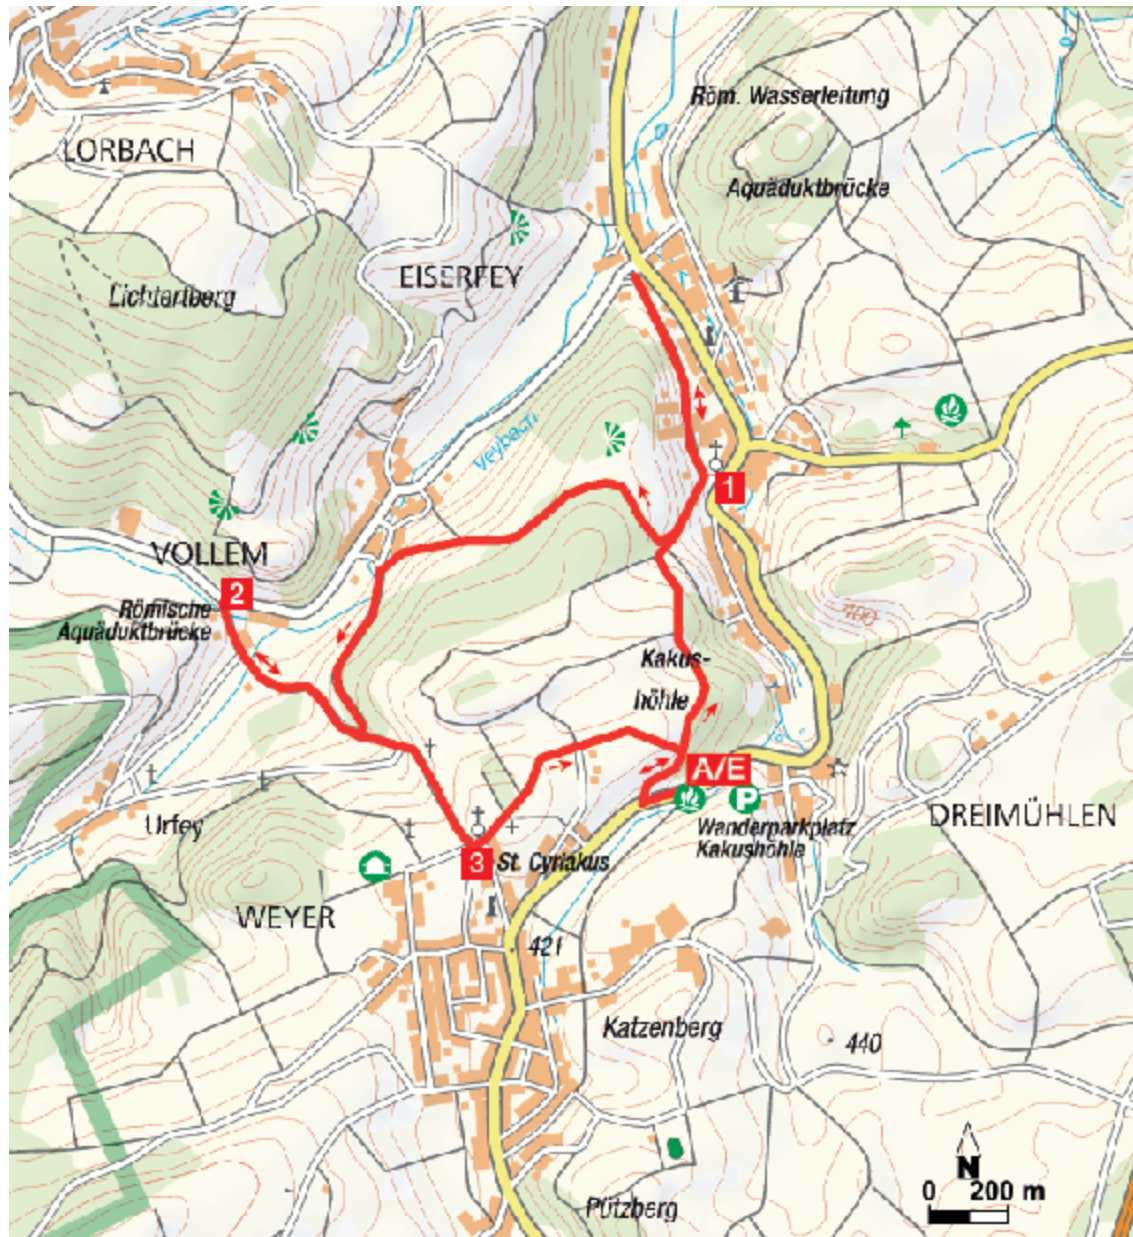 Röm. Wasserleitung
LORBACH
Aquäduktbrücke
EISERFEY
Lichtertberg
Veybach
1
VOLLEM
2
Römische
Aquäduktbrücke
400
Kakus-
höhle
A/E
P
Wanderparkplatz
Kakushöhle
DREIMÜHLEN
Urfey
3 St. Cyriakus
WEYER
421
Katzenberg
440
N
0 200 m
Pützberg